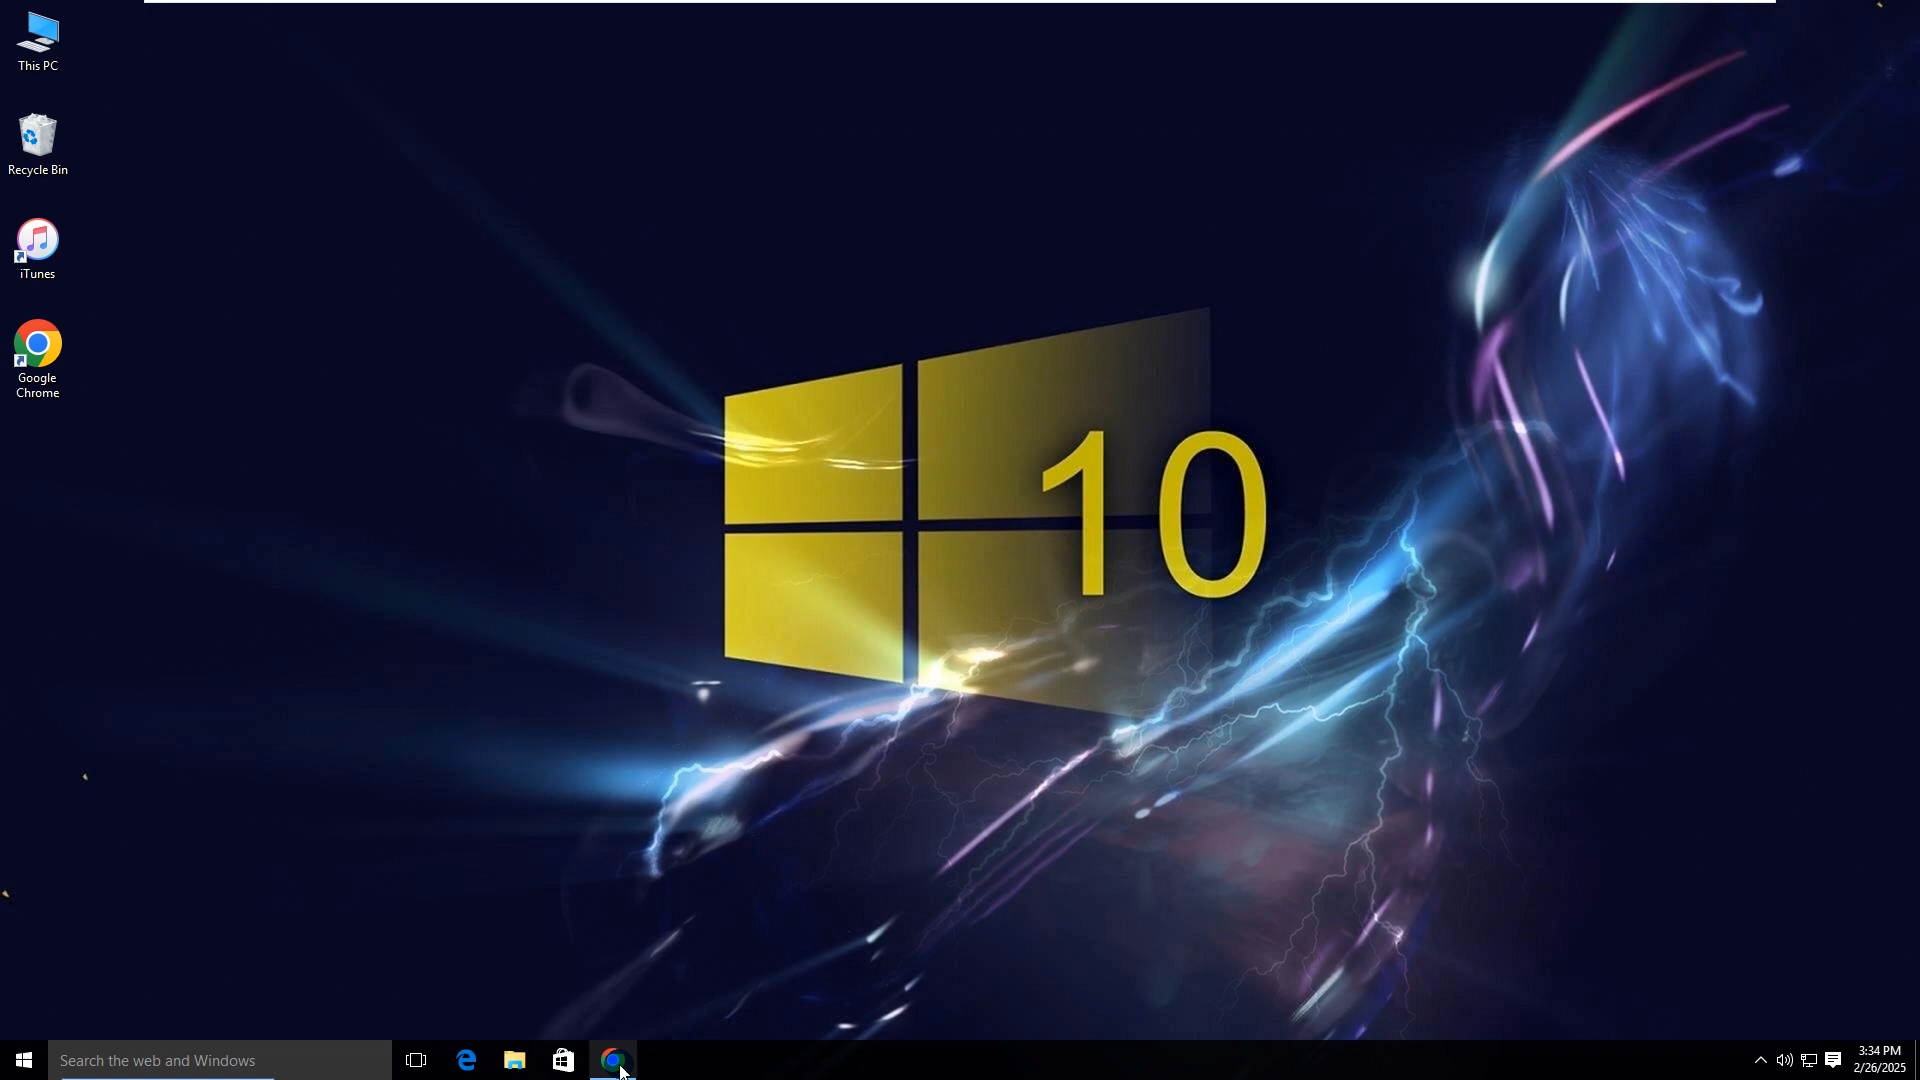 This PC
Recycle Bin
iTunes
Google
Chrome
10
Search the web and Windows
3:34 PM
2/26/2025